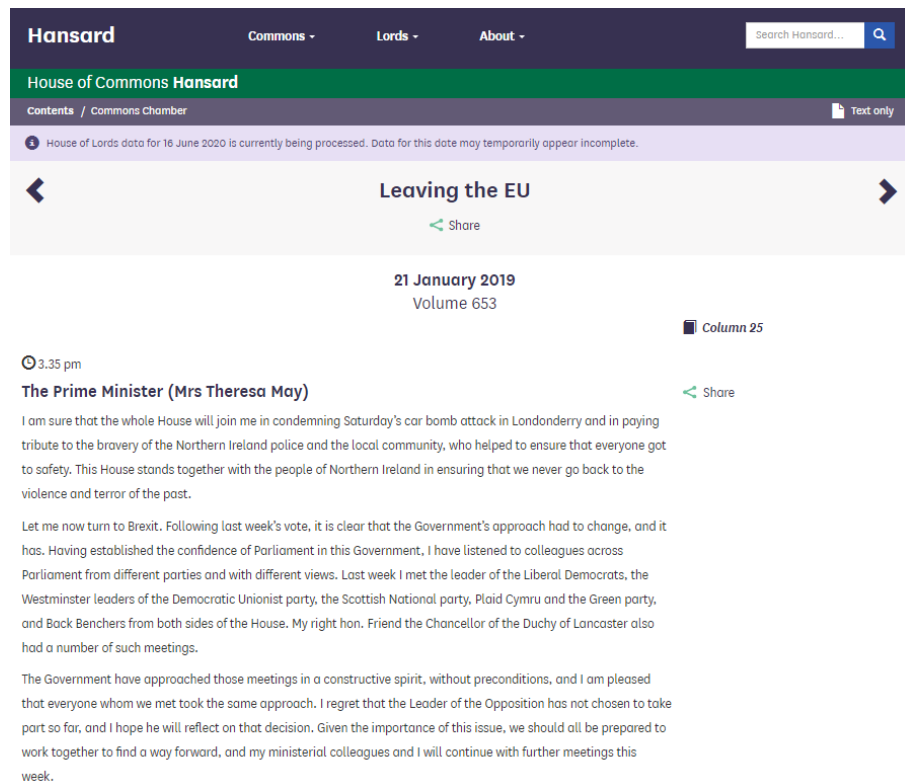 Hansard
Commons
Lords
About
Search Hansard...
House of Commons Hansard
Contents / Commons Chamber
Text only
House of Lords data for 16 June 2020 is currently being processed. Data for this date may temporarily appear incomplete.
Leaving the EU
Share
21 January 2019
Volume 653
Column 25
3.35 pm
The Prime Minister (Mrs Theresa May)
Share
I am sure that the whole House will join me in condemning Saturday's car bomb attack in Londonderry and in paying
tribute to the bravery of the Northern Ireland police and the local community, who helped to ensure that everyone got
to safety. This House stands together with the people of Northern Ireland in ensuring that we never go back to the
violence and terror of the past.
Let me now turn to Brexit. Following last week's vote, it is clear that the Government's approach had to change, and it
has. Having established the confidence of Parliament in this Government, I have listened to colleagues across
Parliament from different parties and with different views. Last week I met the leader of the Liberal Democrats, the
Westminster leaders of the Democratic Unionist party, the Scottish National party, Plaid Cymru and the Green party,
and Back Benchers from both sides of the House. My right hon. Friend the Chancellor of the Duchy of Lancaster also
had a number of such meetings.
The Government have approached those meetings in a constructive spirit, without preconditions, and I am pleased
that everyone whom we met took the same approach. I regret that the Leader of the Opposition has not chosen to take
part so far, and I hope he will reflect on that decision. Given the importance of this issue, we should all be prepared to
work together to find a way forward, and my ministerial colleagues and I will continue with further meetings this
week.